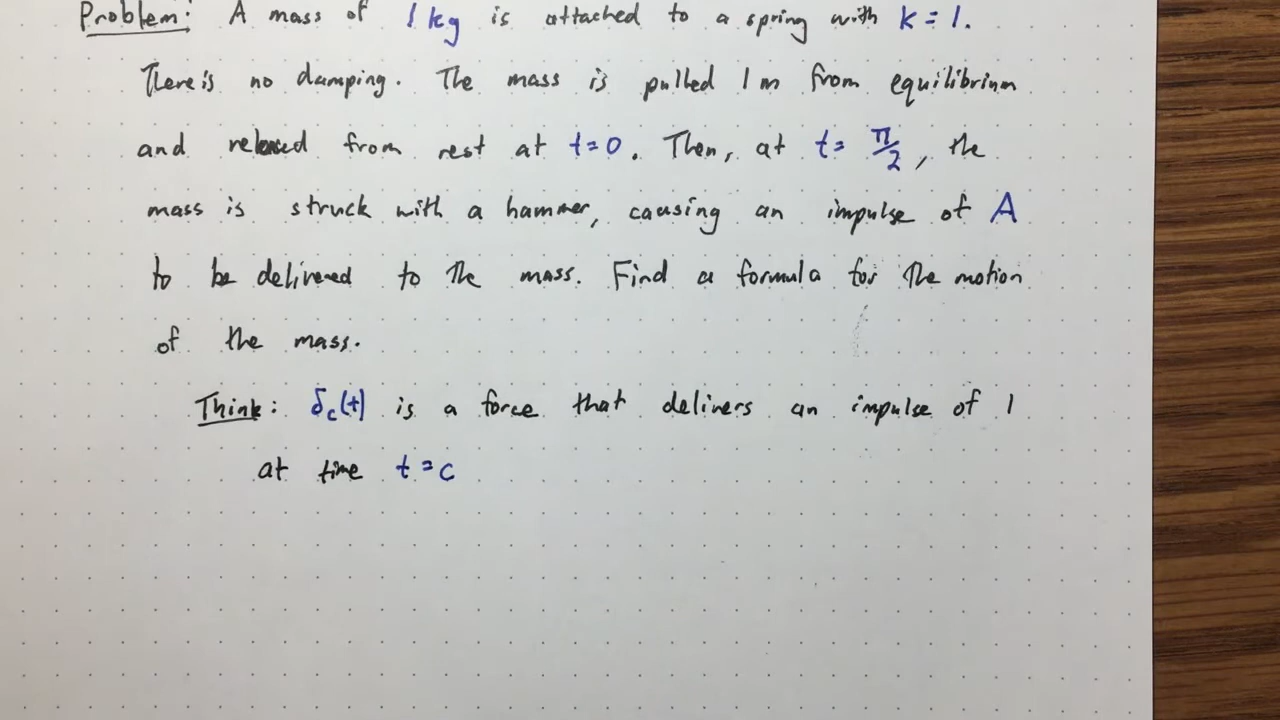 Problem: A mass of 1 kg is attached to a spring with k = 1.
There is no damping. The mass is pulled 1 m from equilibrium
and released from rest at t=0. Then, at t= π/2, the
mass is struck with a hammer, causing an impulse of A
to be delivered to the mass. Find a formula for the motion
of the mass.
Think: δc(t) is a force that delivers an impulse of 1
at time t = c